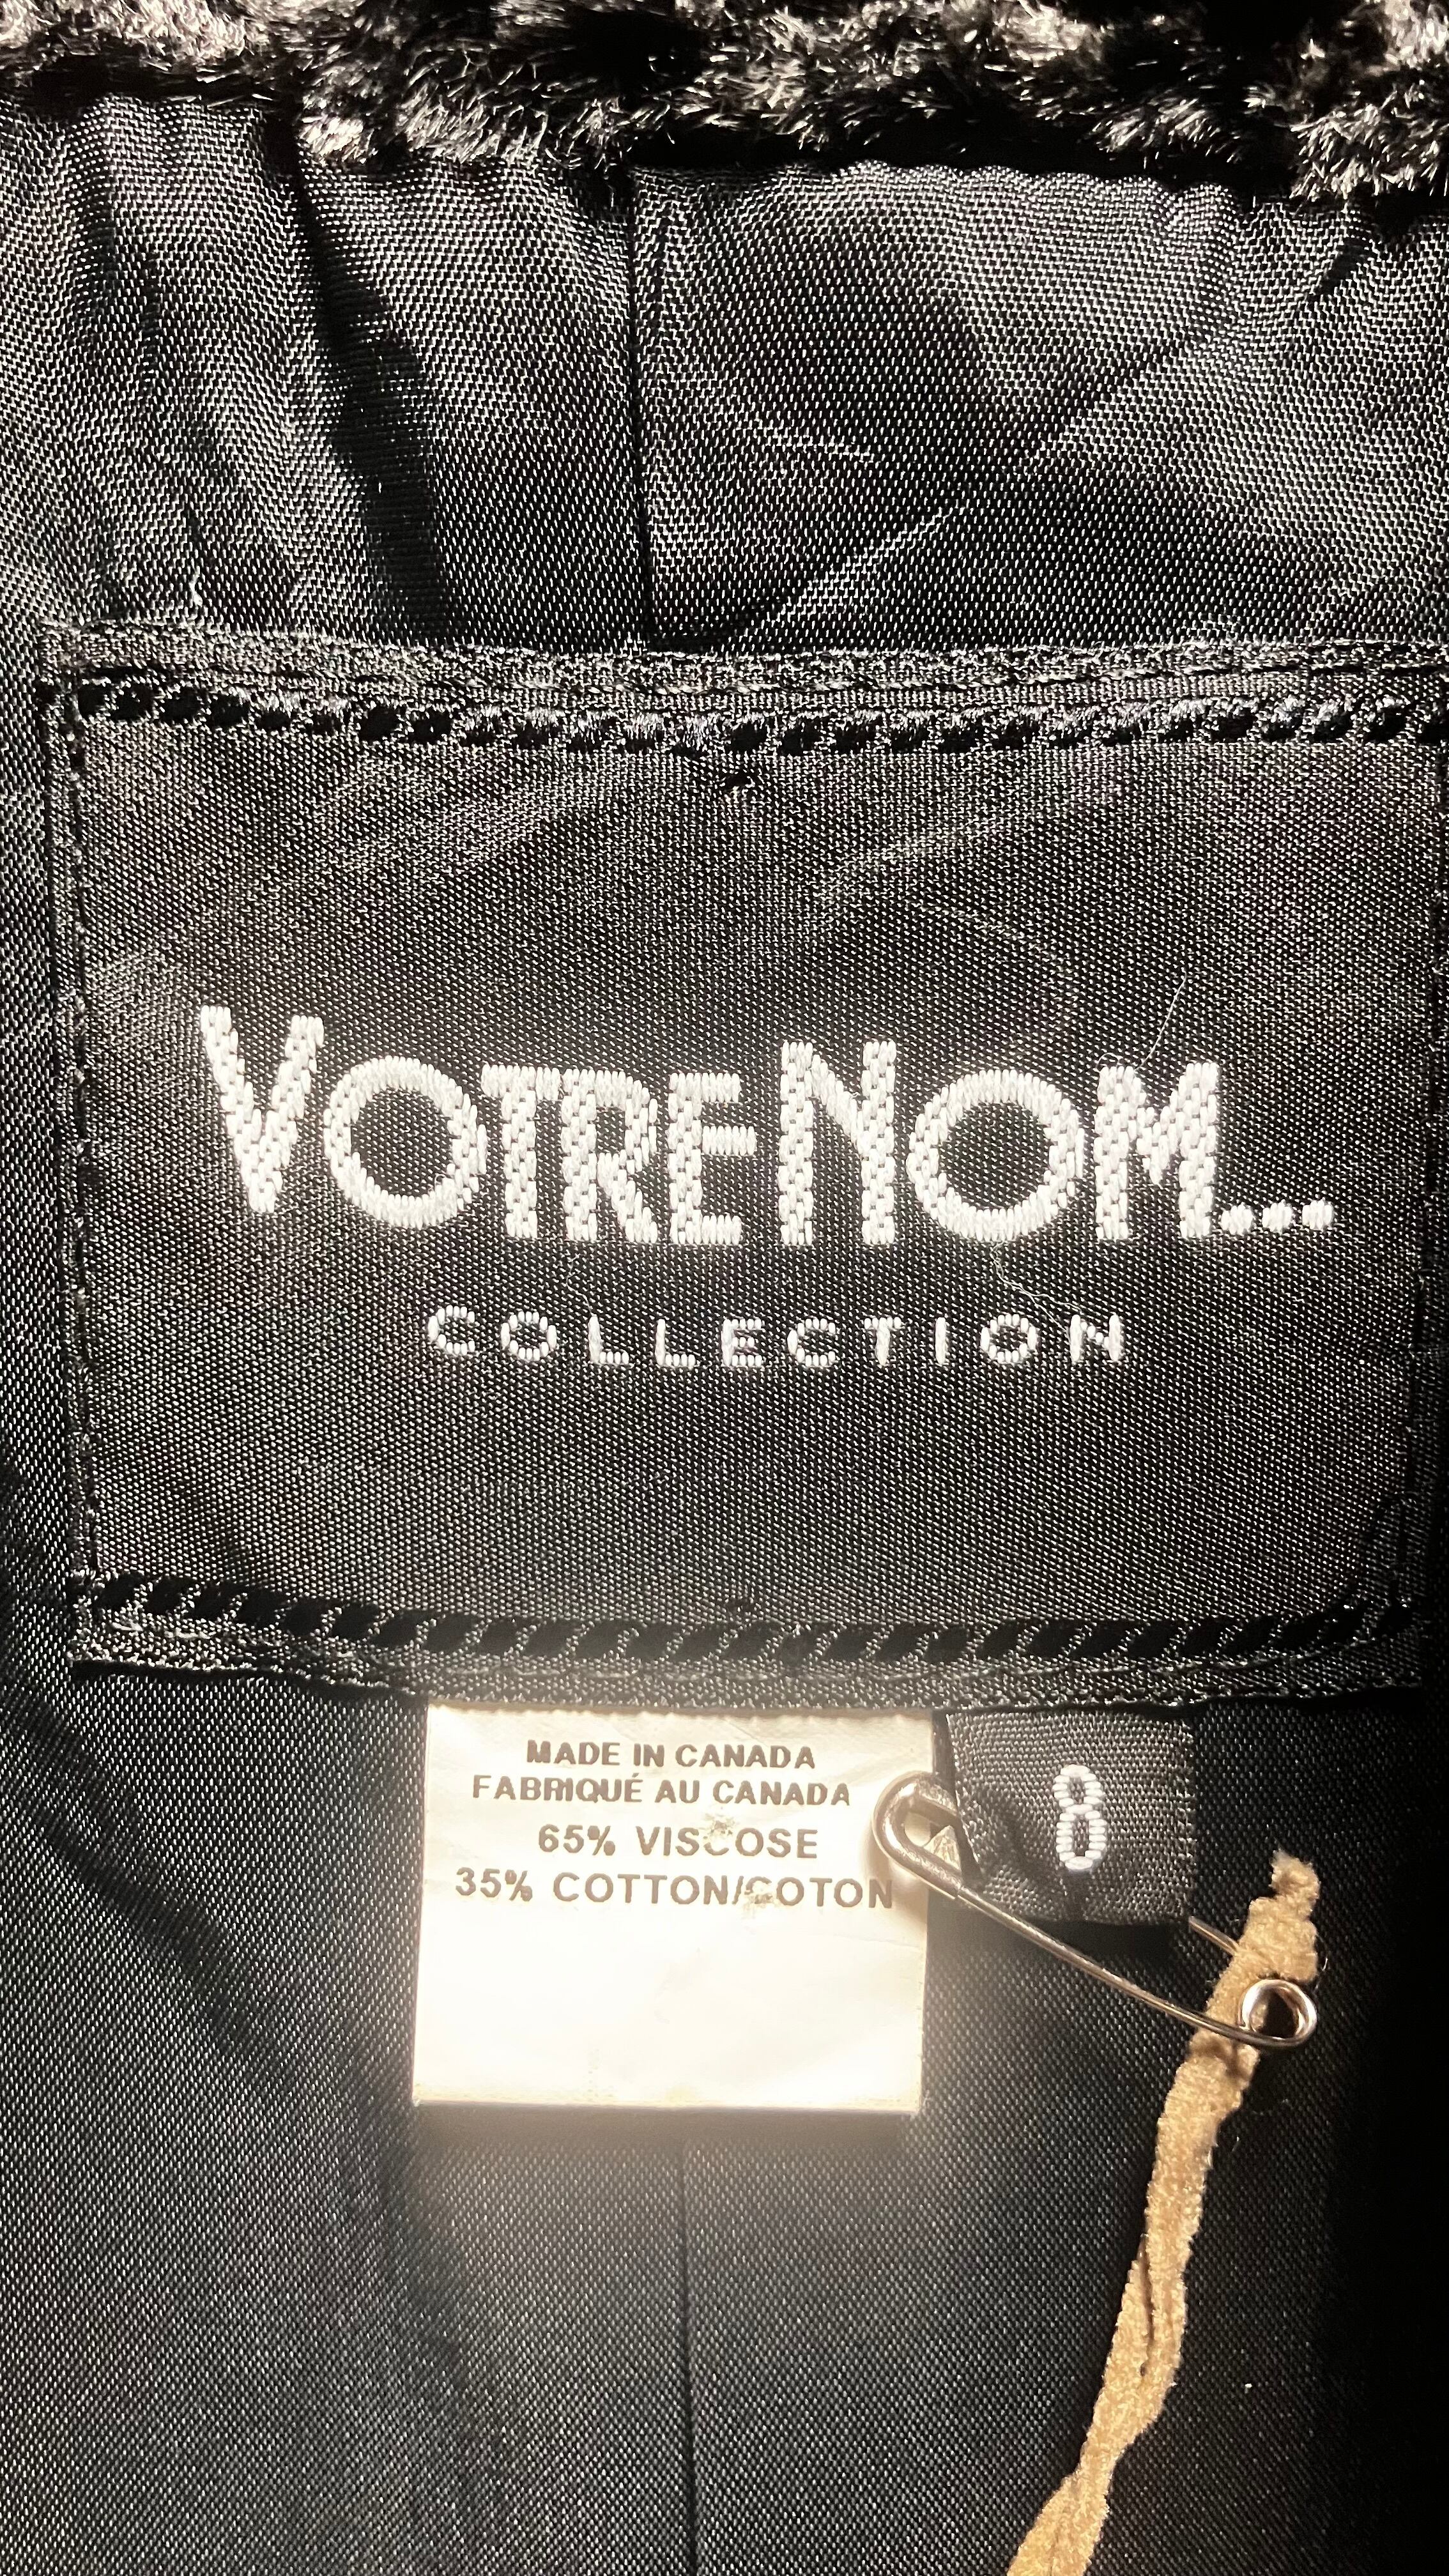 VOTRENOM...
COLLECTION
MADE IN CANADA
FABRIQUÉ AU CANADA
65% VISCOSE
35% COTTON/COTON
8